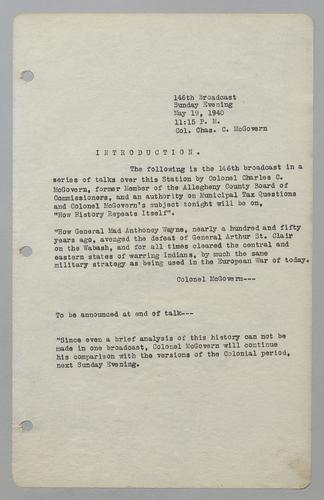 146th Broadcast
Sunday Evening
May 19, 1940
11:15 P. M.
Col. Chas. C. McGovern
I N T R O D U C T I O N .
The following is the 146th broadcast in a
series of talks over this Station by Colonel Charles C.
McGovern, former Member of the Allegheny County Board of
Commissioners, and an authority on Municipal Tax Questions
and Colonel McGovern's subject tonight will be on,
"How History Repeats Itself".
"How General Mad Anthoney Wayne, nearly a hundred and fifty
years ago, avenged the defeat of General Arthur St. Clair
on the Wabash, and for all times cleared the central and
eastern states of warring Indians, by much the same
military strategy as being used in the European War of today.
Colonel McGovern---
To be announced at end of talk---
"Since even a brief analysis of this history can not be
made in one broadcast, Colonel McGovern will continue
his comparison with the versions of the Colonial period,
next Sunday Evening.